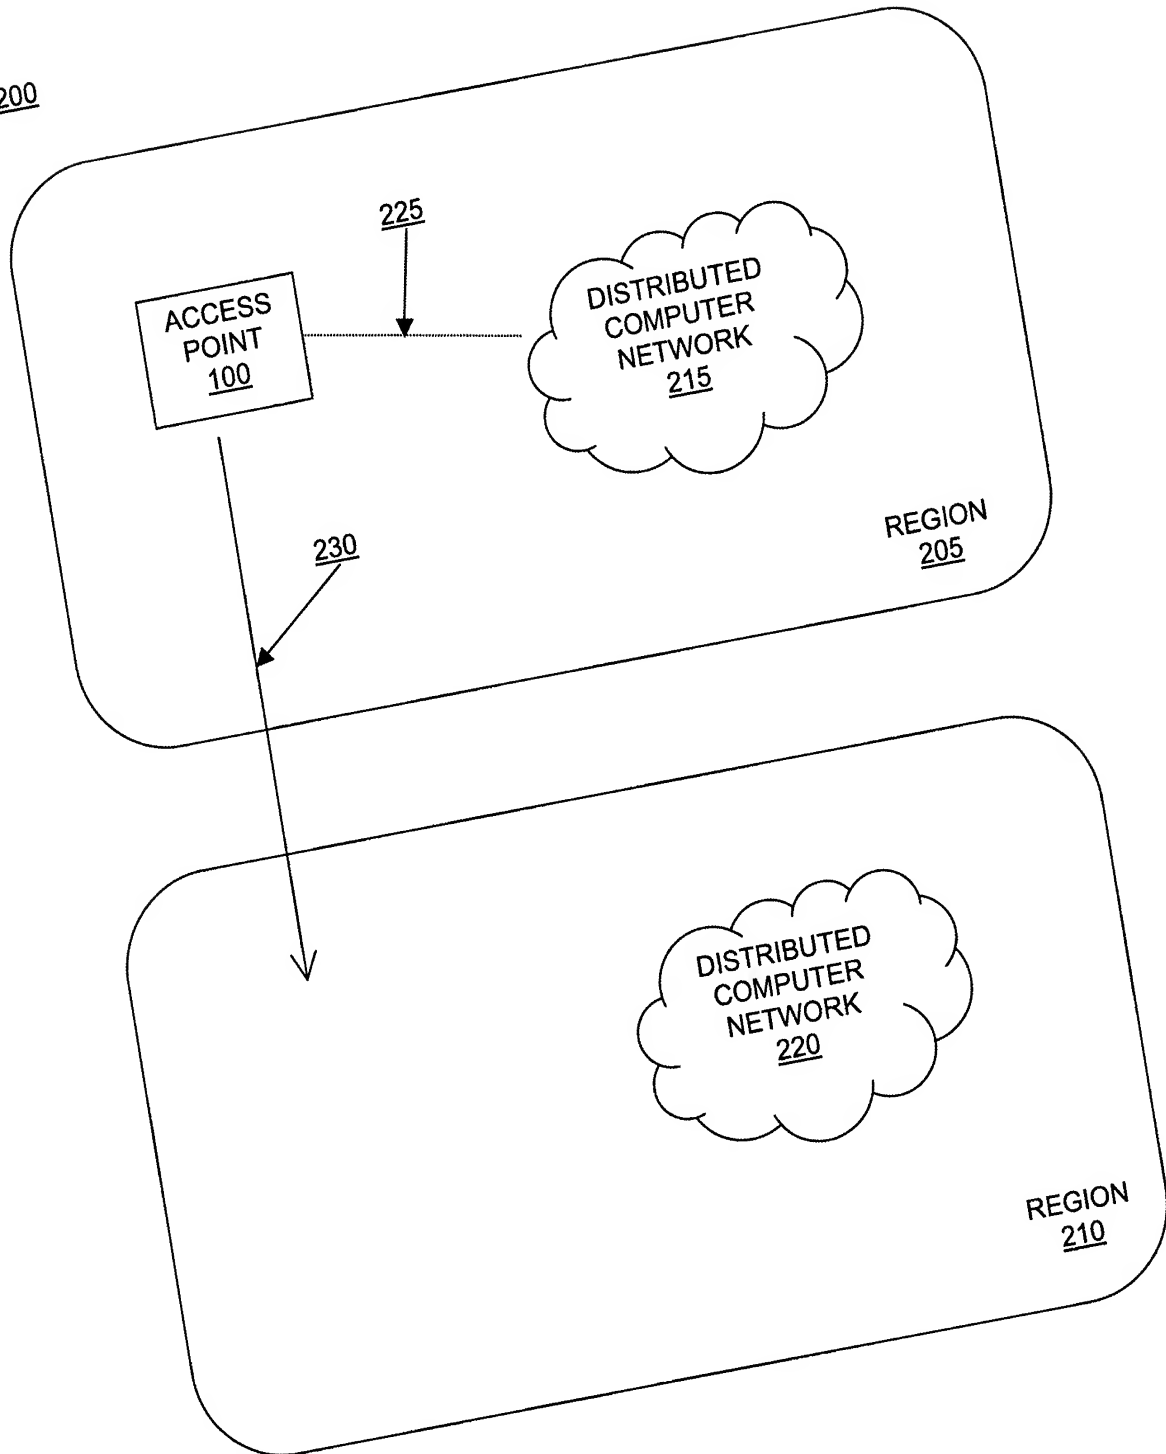 200
225
ACCESS
POINT
100
DISTRIBUTED
COMPUTER
NETWORK
215
230
REGION
205
DISTRIBUTED
COMPUTER
NETWORK
220
REGION
210